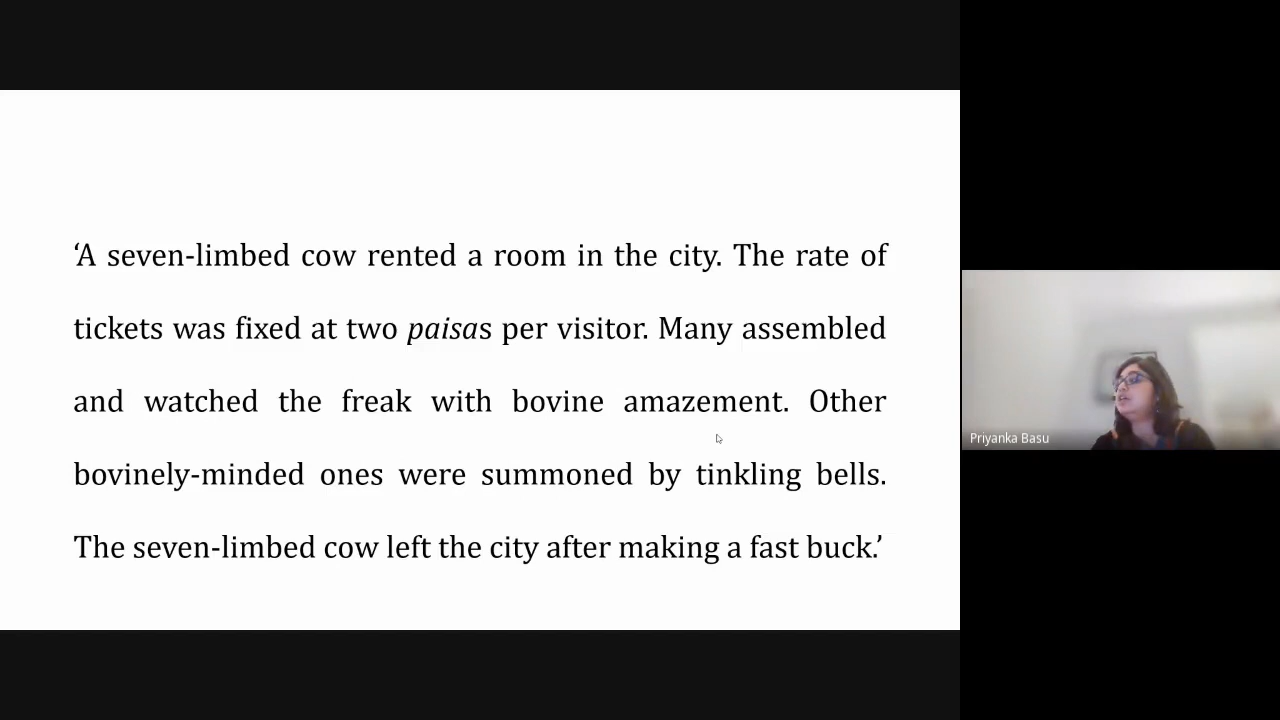 ‘A seven-limbed cow rented a room in the city. The rate of
tickets was fixed at two paisas per visitor. Many assembled
and watched the freak with bovine amazement. Other
bovinely-minded ones were summoned by tinkling bells.
The seven-limbed cow left the city after making a fast buck.’
Priyanka Basu